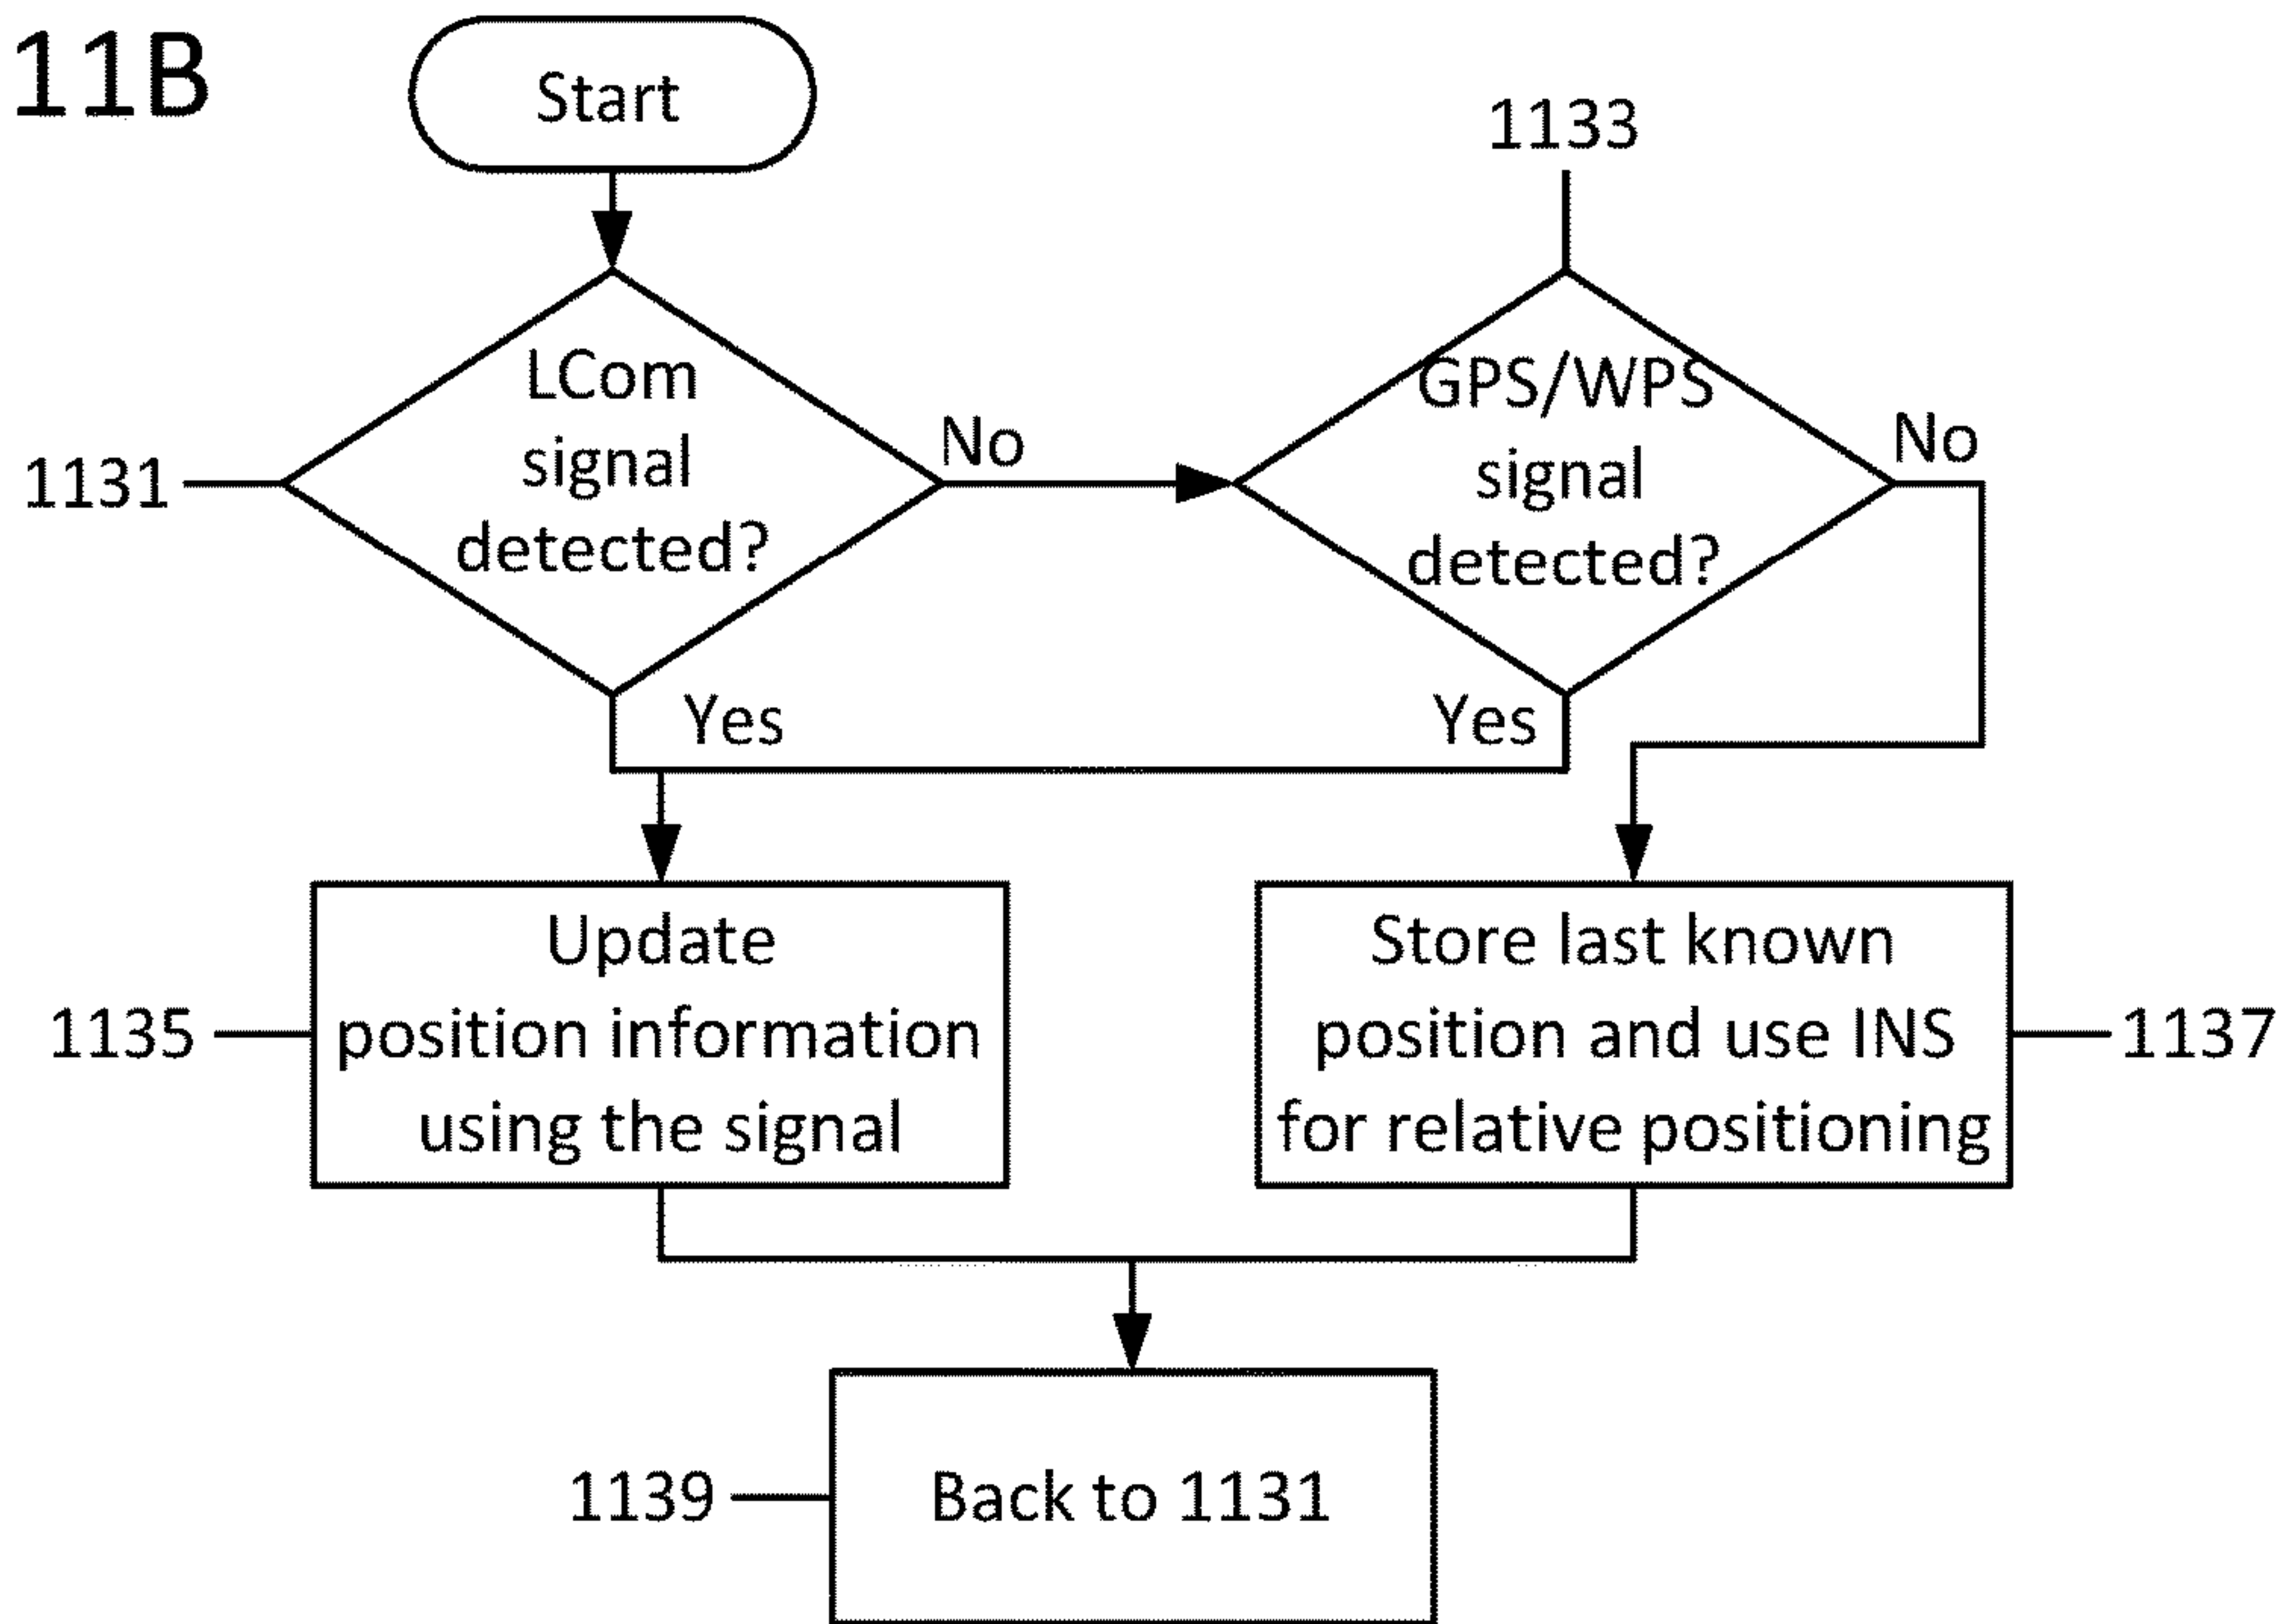 11B
Start
1133
LCom
signal
detected?
1131
No
GPS/WPS
signal
detected?
No
Yes
Yes
Update
position information
using the signal
1135
Store last known
position and use INS
for relative positioning
1137
1139
Back to 1131